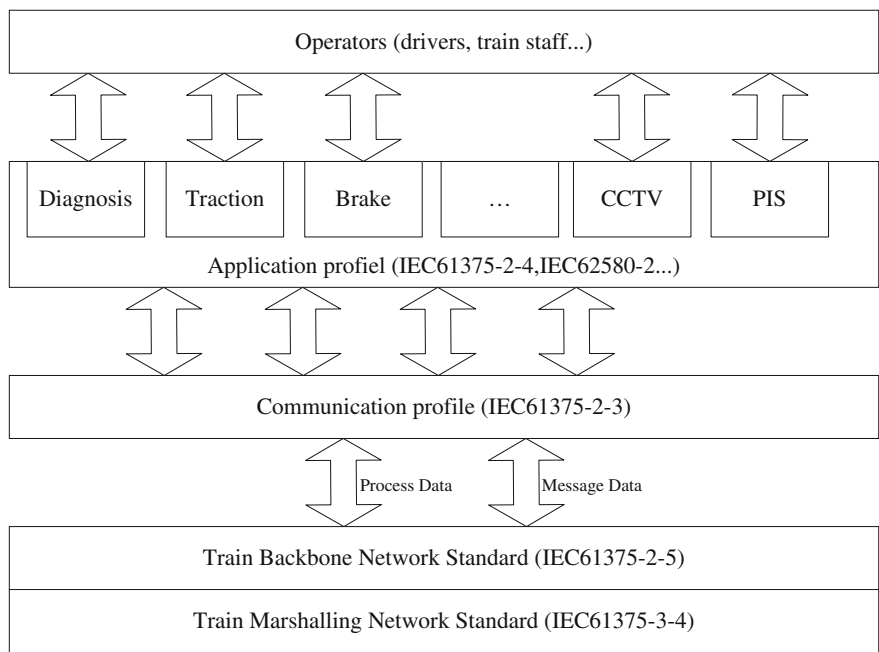 Operators (drivers, train staff...)
Diagnosis
Traction
Brake
...
CCTV
PIS
Application profiel (IEC61375-2-4,IEC62580-2...)
Communication profile (IEC61375-2-3)
Process Data
Message Data
Train Backbone Network Standard (IEC61375-2-5)
Train Marshalling Network Standard (IEC61375-3-4)